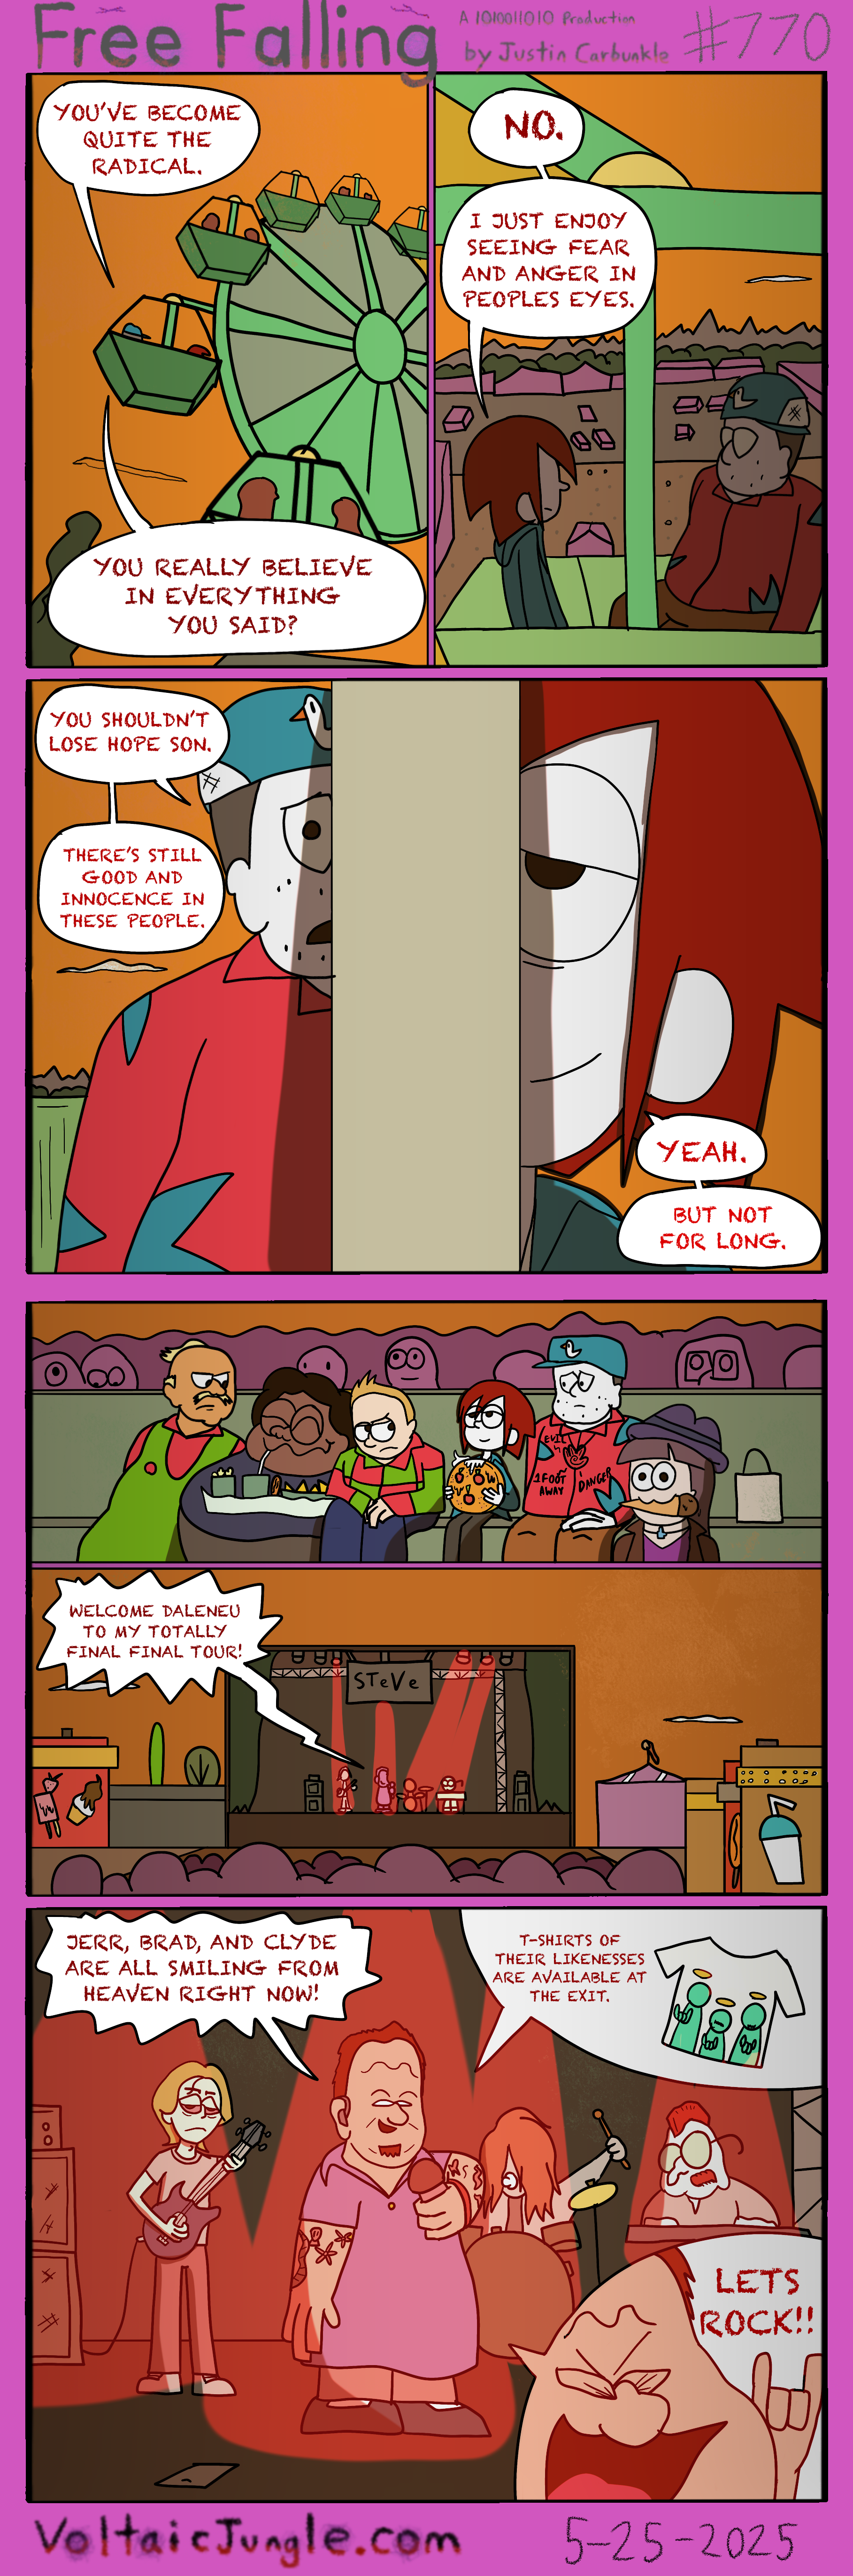 Free Falling
A 1010011010 Production
by Justin Carbunkle
#770
YOU'VE BECOME
QUITE THE
RADICAL.
YOU REALLY BELIEVE
IN EVERYTHING
YOU SAID?
NO.
I JUST ENJOY
SEEING FEAR
AND ANGER IN
PEOPLES EYES.
YOU SHOULDN'T
LOSE HOPE SON.
THERE'S STILL
GOOD AND
INNOCENCE IN
THESE PEOPLE.
YEAH.
BUT NOT
FOR LONG.
EVIL
IS
1 FOOT
AWAY
DANGER
WELCOME DALENEU
TO MY TOTALLY
FINAL FINAL TOUR!
STeVe
JERR, BRAD, AND CLYDE
ARE ALL SMILING FROM
HEAVEN RIGHT NOW!
T-SHIRTS OF
THEIR LIKENESSES
ARE AVAILABLE AT
THE EXIT.
LETS
ROCK!!
VoltaicJungle.com
5-25-2025